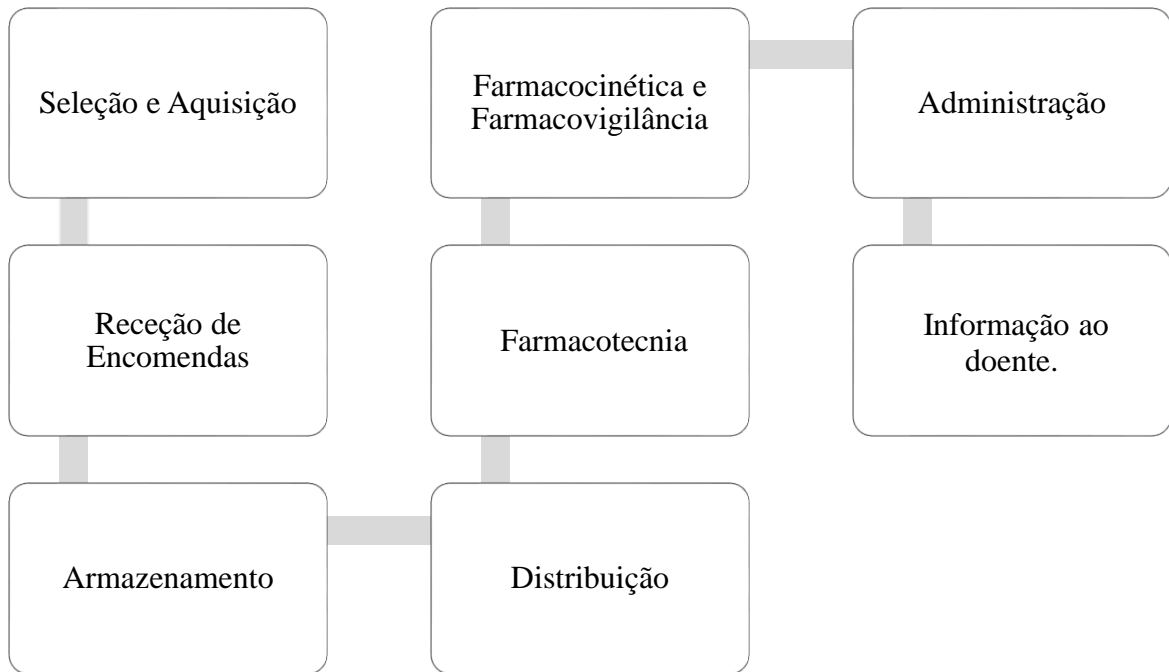 Seleção e Aquisição
Receção de
Encomendas
Armazenamento
Distribuição
Farmacotecnia
Farmacocinética e
Farmacovigilância
Administração
Informação ao
doente.